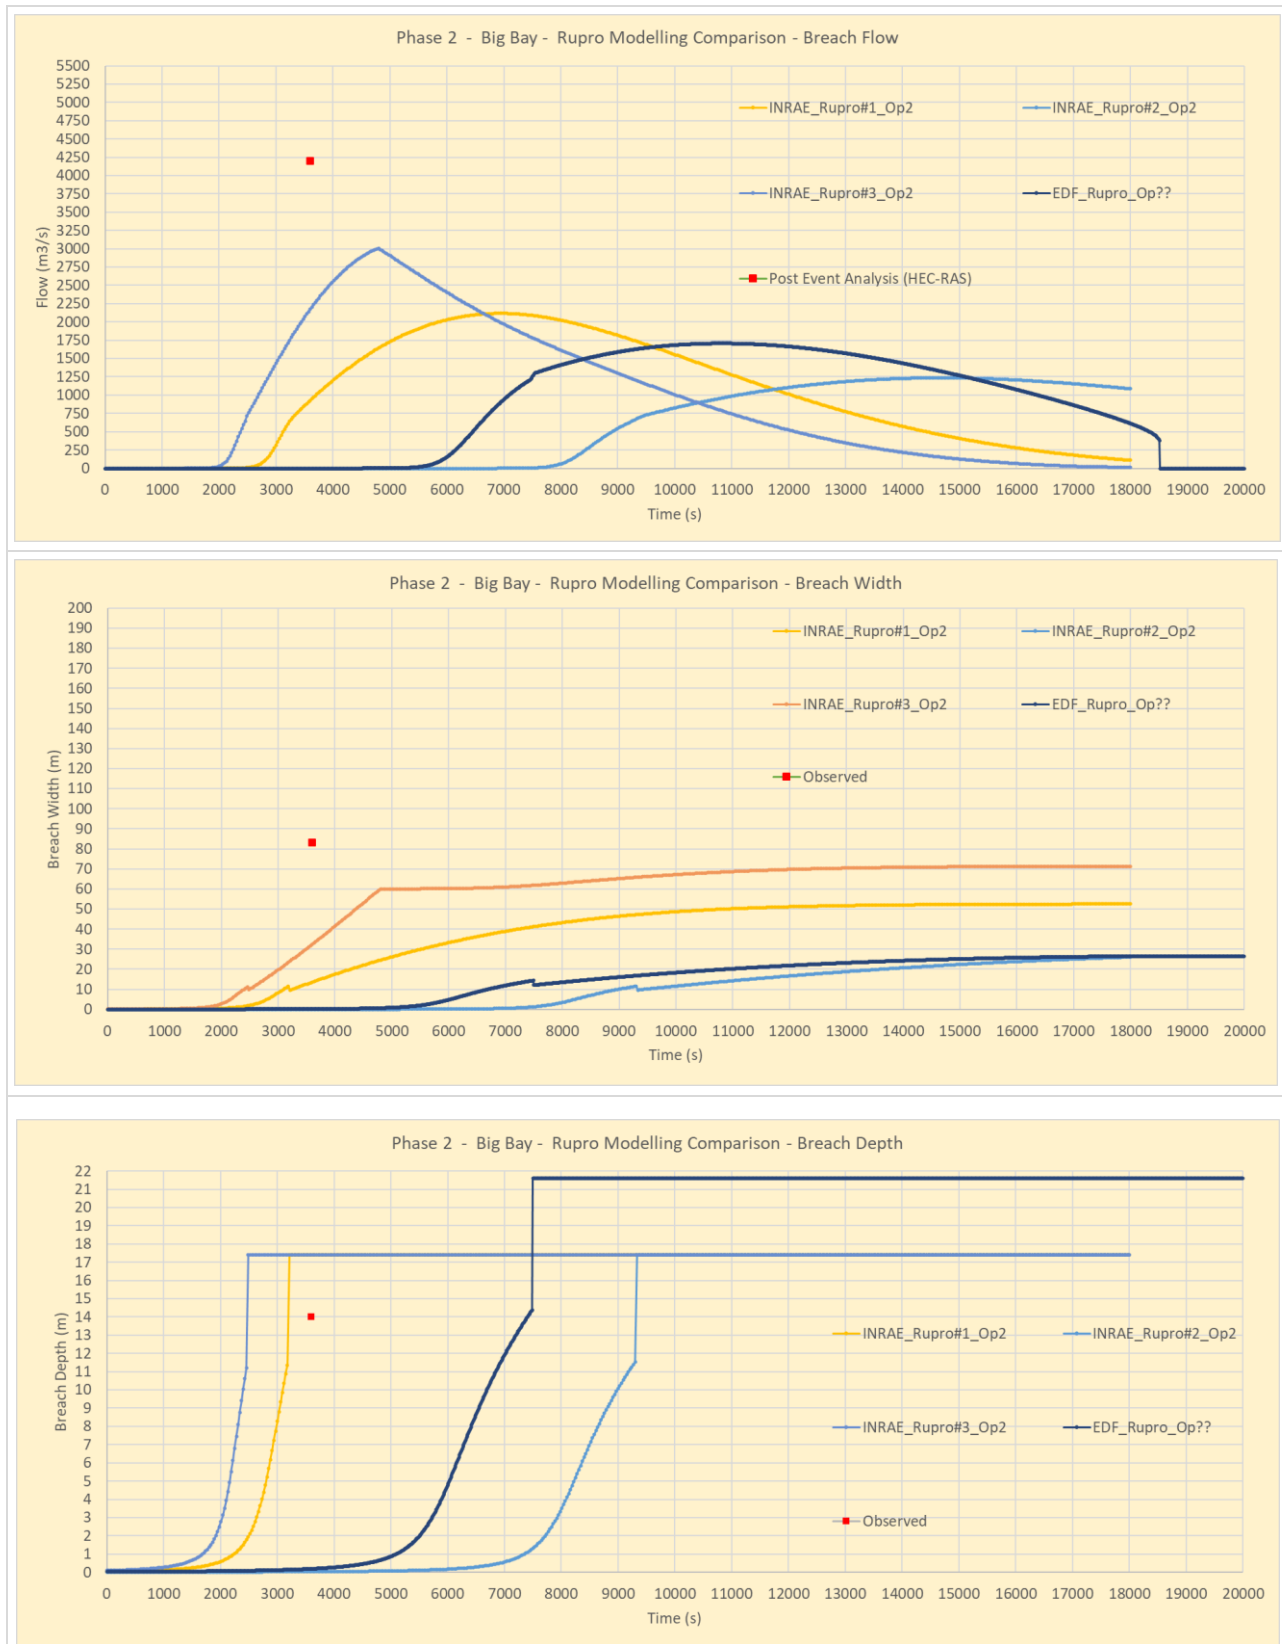 Phase 2 - Big Bay - Rupro Modelling Comparison - Breach Flow
5500
5250
5000
4750
4500
4250
4000
3750
3500
3250
3000
2750
2500
2250
2000
1750
1500
1250
1000
750
500
250
0
Flow (m3/s)
INRAE_Rupro#1_Op2
INRAE_Rupro#2_Op2
INRAE_Rupro#3_Op2
EDF_Rupro_Op??
Post Event Analysis (HEC-RAS)
0 1000 2000 3000 4000 5000 6000 7000 8000 9000 10000 11000 12000 13000 14000 15000 16000 17000 18000 19000 20000
Time (s)
Phase 2 - Big Bay - Rupro Modelling Comparison - Breach Width
200
190
180
170
160
150
140
130
120
110
100
90
80
70
60
50
40
30
20
10
0
Breach Width (m)
INRAE_Rupro#1_Op2
INRAE_Rupro#2_Op2
INRAE_Rupro#3_Op2
EDF_Rupro_Op??
Observed
0 1000 2000 3000 4000 5000 6000 7000 8000 9000 10000 11000 12000 13000 14000 15000 16000 17000 18000 19000 20000
Time (s)
Phase 2 - Big Bay - Rupro Modelling Comparison - Breach Depth
22
21
20
19
18
17
16
15
14
13
12
11
10
9
8
7
6
5
4
3
2
1
0
Breach Depth (m)
INRAE_Rupro#1_Op2
INRAE_Rupro#2_Op2
INRAE_Rupro#3_Op2
EDF_Rupro_Op??
Observed
0 1000 2000 3000 4000 5000 6000 7000 8000 9000 10000 11000 12000 13000 14000 15000 16000 17000 18000 19000 20000
Time (s)